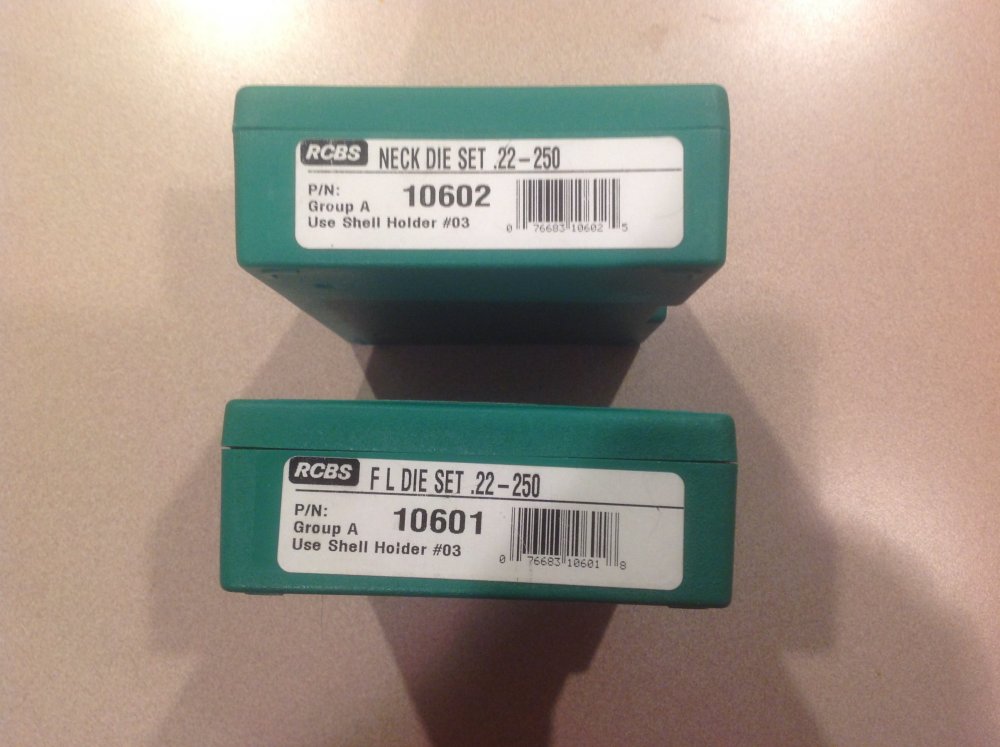 RCBS NECK DIE SET .22-250
P/N: 10602
Group A
Use Shell Holder #03
0 76683 10602 5
RCBS F L DIE SET .22-250
P/N: 10601
Group A
Use Shell Holder #03
0 76683 10601 8